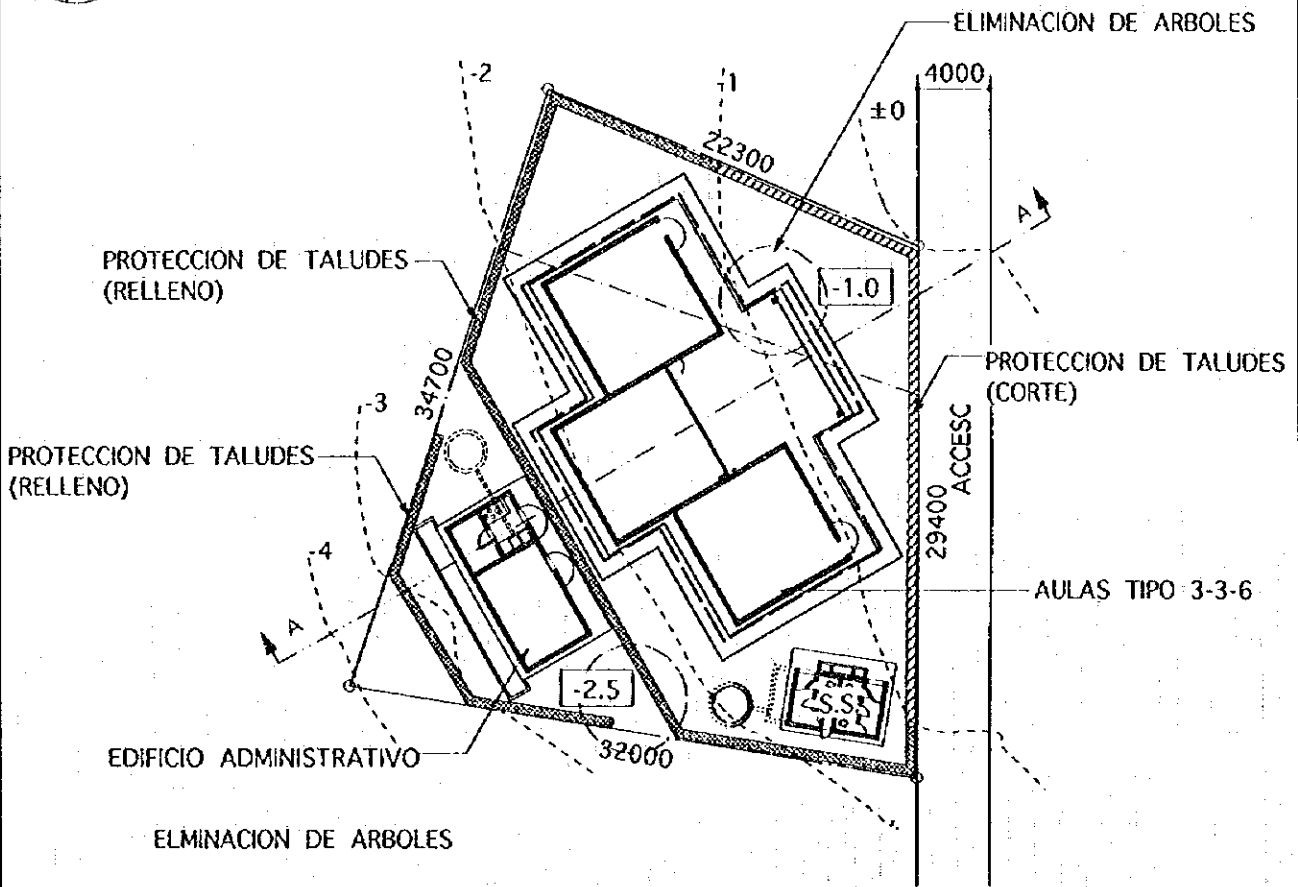 ELIMINACION DE ARBOLES
-2
-1
4000
±0
22300
A
PROTECCION DE TALUDES
(RELLENO)
-1.0
PROTECCION DE TALUDES
(CORTE)
34700
-3
PROTECCION DE TALUDES
(RELLENO)
29400
ACCESC
-4
AULAS TIPO 3-3-6
A
-2.5
S.S.
32000
EDIFICIO ADMINISTRATIVO
ELMINACION DE ARBOLES